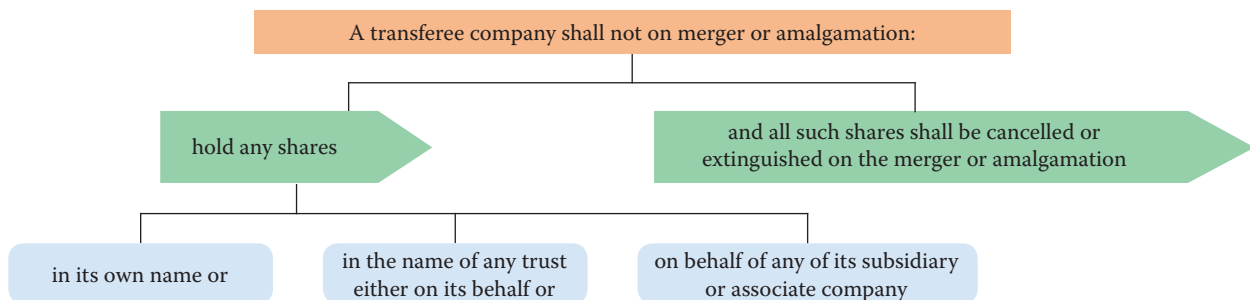 A transferee company shall not on merger or amalgamation:
hold any shares
and all such shares shall be cancelled or
extinguished on the merger or amalgamation
in its own name or
in the name of any trust
either on its behalf or
on behalf of any of its subsidiary
or associate company